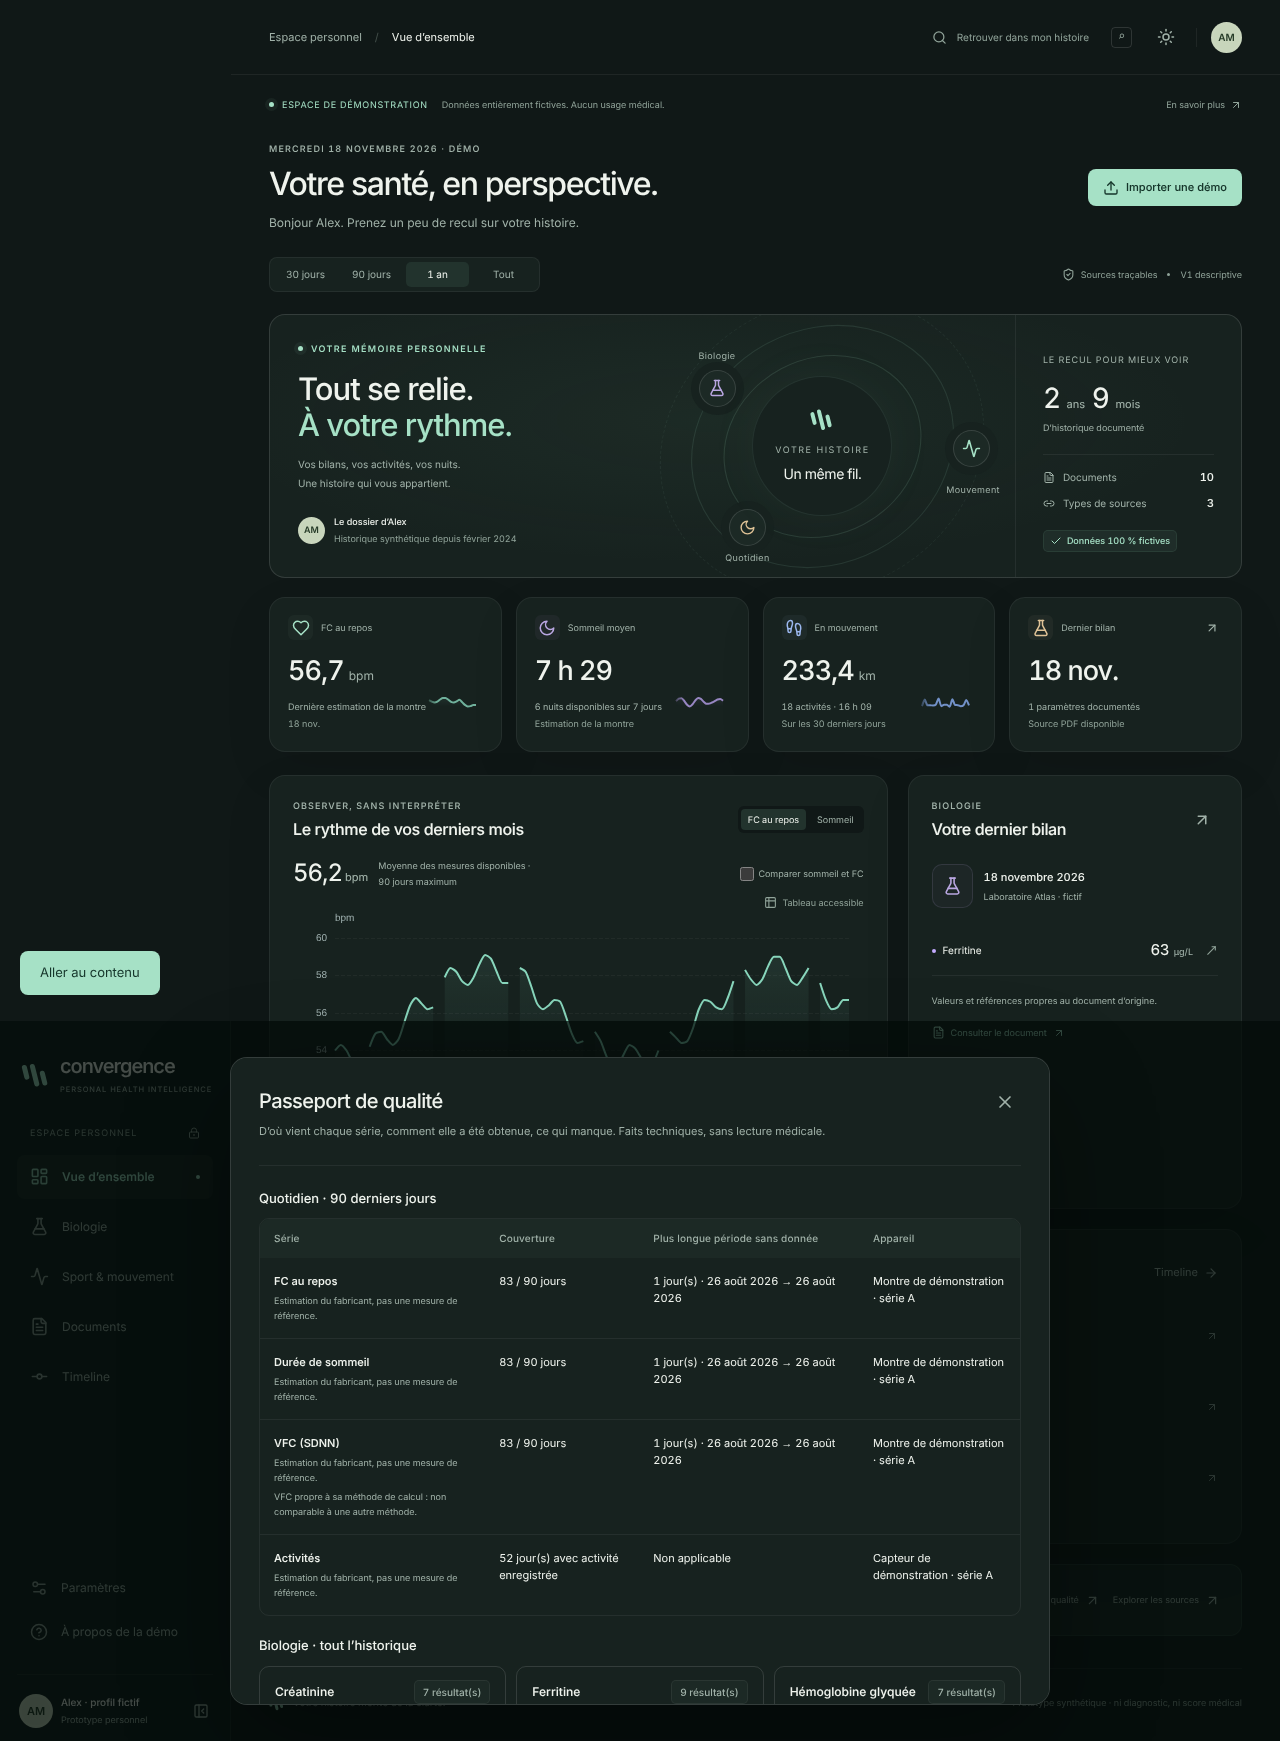 Espace personnel / Vue d'ensemble
Retrouver dans mon histoire
AM
ESPACE DE DÉMONSTRATION Données entièrement fictives. Aucun usage médical.
En savoir plus
MERCREDI 18 NOVEMBRE 2026 · DÉMO
Votre santé, en perspective.
Importer une démo
Bonjour Alex. Prenez un peu de recul sur votre histoire.
30 jours 90 jours 1 an Tout
Sources traçables • V1 descriptive
VOTRE MÉMOIRE PERSONNELLE
Tout se relie.
À votre rythme.
Vos bilans, vos activités, vos nuits.
Une histoire qui vous appartient.
AM
Le dossier d'Alex
Historique synthétique depuis février 2024
Biologie
VOTRE HISTOIRE
Un même fil.
Mouvement
Quotidien
LE RECUL POUR MIEUX VOIR
2 ans 9 mois
D'historique documenté
Documents 10
Types de sources 3
Données 100 % fictives
FC au repos
56,7 bpm
Dernière estimation de la montre
18 nov.
Sommeil moyen
7 h 29
6 nuits disponibles sur 7 jours
Estimation de la montre
En mouvement
233,4 km
18 activités · 16 h 09
Sur les 30 derniers jours
Dernier bilan
18 nov.
1 paramètres documentés
Source PDF disponible
OBSERVER, SANS INTERPRÉTER
Le rythme de vos derniers mois
FC au repos Sommeil
56,2 bpm
Moyenne des mesures disponibles ·
90 jours maximum
Comparer sommeil et FC
Tableau accessible
bpm
60
58
56
54
BIOLOGIE
Votre dernier bilan
18 novembre 2026
Laboratoire Atlas · fictif
Ferritine 63 µg/L
Valeurs et références propres au document d'origine.
Consulter le document
Aller au contenu
convergence
PERSONAL HEALTH INTELLIGENCE
ESPACE PERSONNEL
Vue d'ensemble
Biologie
Sport & mouvement
Documents
Timeline
Paramètres
À propos de la démo
AM
Alex · profil fictif
Prototype personnel
Passeport de qualité
D'où vient chaque série, comment elle a été obtenue, ce qui manque. Faits techniques, sans lecture médicale.
Quotidien · 90 derniers jours
Série Couverture Plus longue période sans donnée Appareil
FC au repos
Estimation du fabricant, pas une mesure de
référence.
83 / 90 jours
1 jour(s) · 26 août 2026 → 26 août
2026
Montre de démonstration
· série A
Durée de sommeil
Estimation du fabricant, pas une mesure de
référence.
83 / 90 jours
1 jour(s) · 26 août 2026 → 26 août
2026
Montre de démonstration
· série A
VFC (SDNN)
Estimation du fabricant, pas une mesure de
référence.
VFC propre à sa méthode de calcul : non
comparable à une autre méthode.
83 / 90 jours
1 jour(s) · 26 août 2026 → 26 août
2026
Montre de démonstration
· série A
Activités
Estimation du fabricant, pas une mesure de
référence.
52 jour(s) avec activité
enregistrée
Non applicable
Capteur de
démonstration · série A
Biologie · tout l'historique
Créatinine 7 résultat(s)
Ferritine 9 résultat(s)
Hémoglobine glyquée 7 résultat(s)
Timeline
qualité
Explorer les sources
synthétique · ni diagnostic, ni score médical